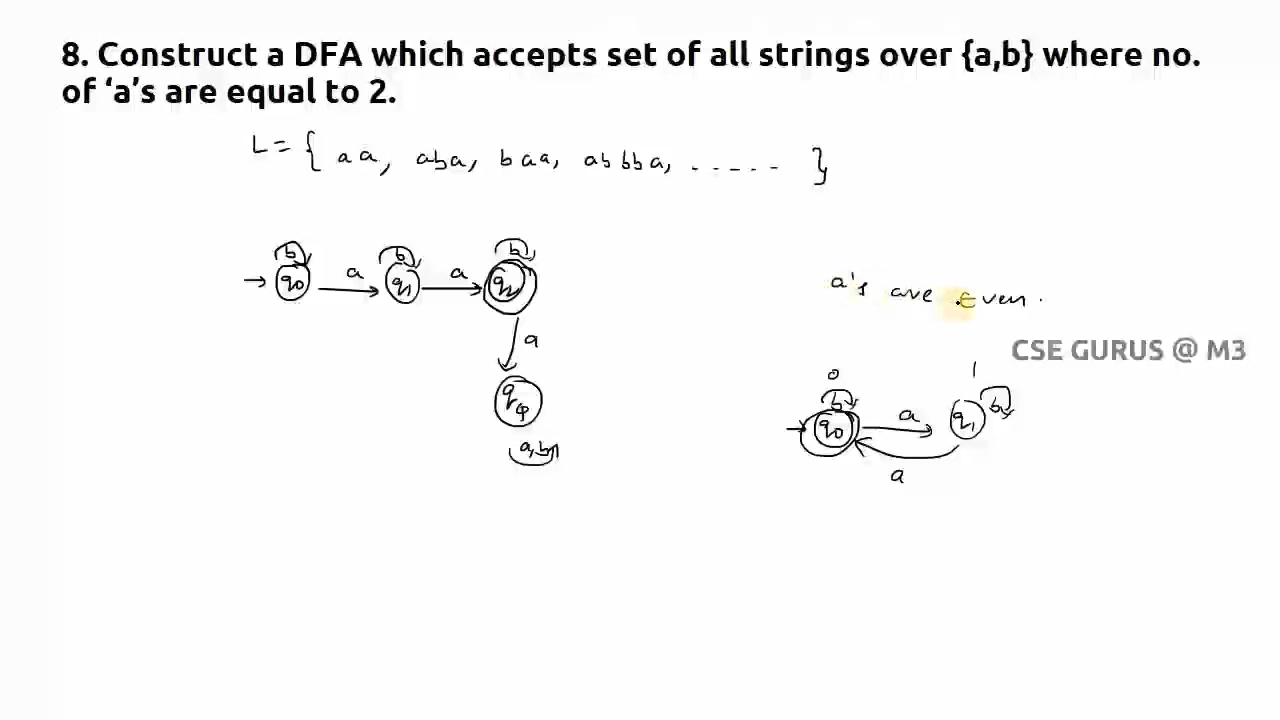 8. Construct a DFA which accepts set of all strings over {a,b} where no.
of ‘a’s are equal to 2.
L = { aa, aba, baa, abbba, ..... }
b b b
→ q0 a q1 a q2
a
qφ
a,b
a's are Even.
CSE GURUS @ M3
0 1
b b
q0 a q1
a